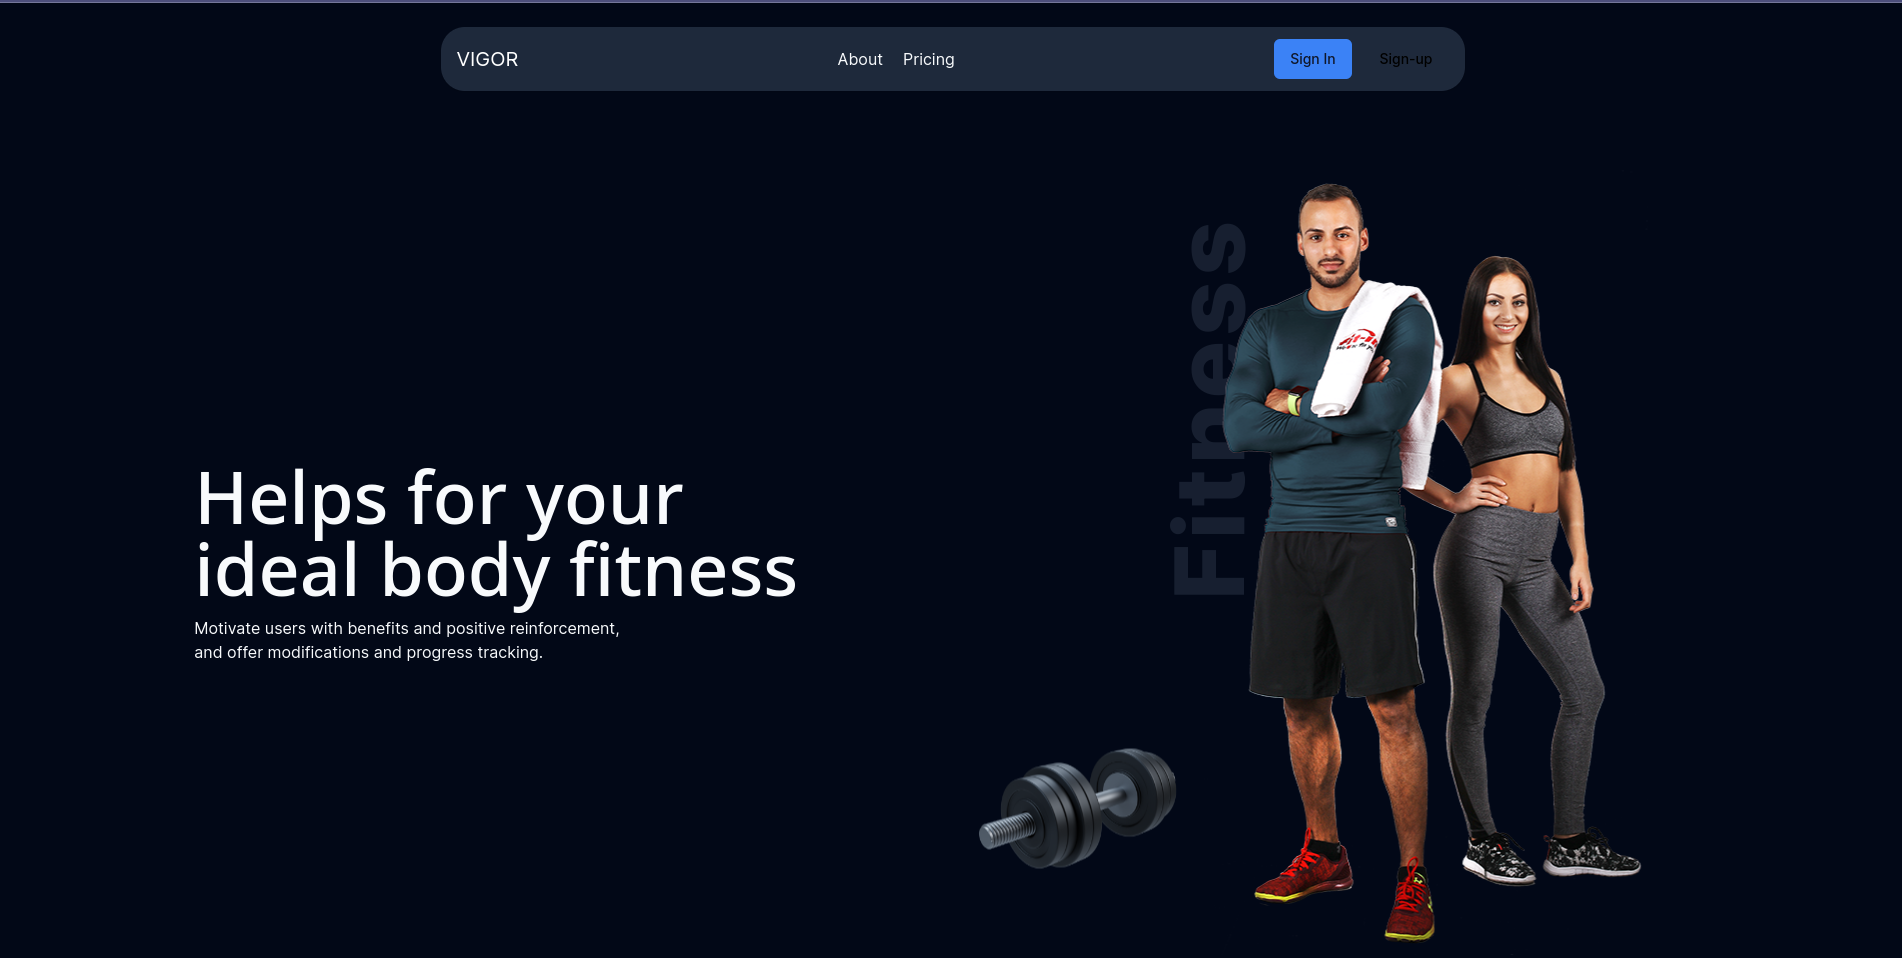 VIGOR
About
Pricing
Sign In
Sign-up
Fitness
Helps for your
ideal body fitness
Motivate users with benefits and positive reinforcement,
and offer modifications and progress tracking.